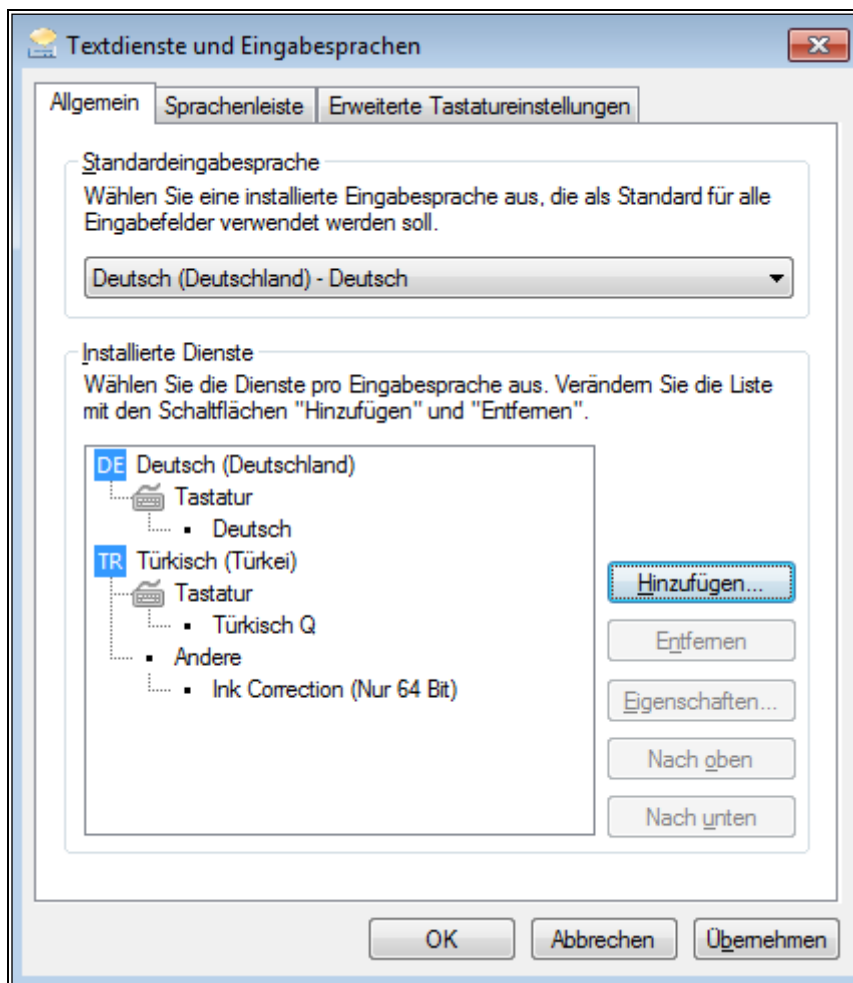 Textdienste und Eingabesprachen
Allgemein Sprachenleiste Erweiterte Tastatureinstellungen
Standardeingabesprache
Wählen Sie eine installierte Eingabesprache aus, die als Standard für alle
Eingabefelder verwendet werden soll.
Deutsch (Deutschland) - Deutsch
Installierte Dienste
Wählen Sie die Dienste pro Eingabesprache aus. Verändern Sie die Liste
mit den Schaltflächen "Hinzufügen" und "Entfernen".
DE Deutsch (Deutschland)
Tastatur
Deutsch
TR Türkisch (Türkei)
Tastatur
Türkisch Q
Andere
Ink Correction (Nur 64 Bit)
Hinzufügen...
Entfernen
Eigenschaften...
Nach oben
Nach unten
OK Abbrechen Übernehmen